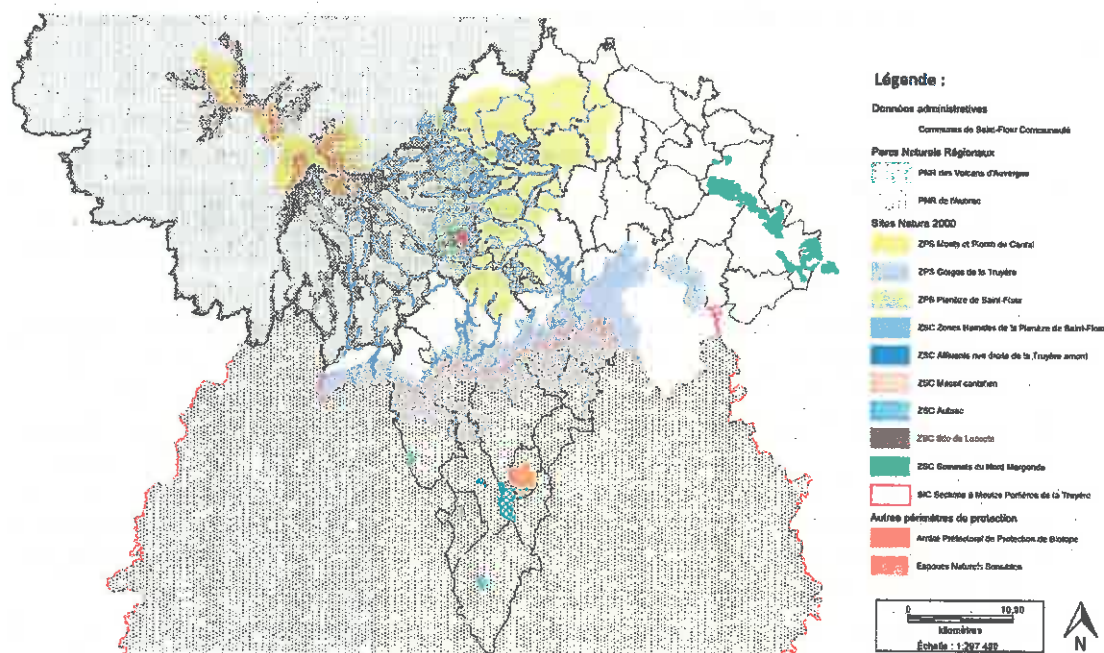 Légende :
Données administratives
Communes de Saint-Flour Communauté
Parcs Naturels Régionaux
PNR des Volcans d'Auvergne
PNR de l'Aubrac
Sites Natura 2000
ZPS Monts et Plomb du Cantal
ZPS Gorges de la Truyère
ZPS Planèze de Saint-Flour
ZSC Zones Humides de la Planèze de Saint-Flour
ZSC Affluents rive droite de la Truyère amont
ZSC Massif cantalien
ZSC Aubrac
ZSC Site de Lacoste
ZSC Sommets du Nord Margeride
SIC Sections à Moules Perlières de la Truyère
Autres périmètres de protection
Arrêté Préfectoral de Protection de Biotope
Espaces Naturels Sensibles
0 10,30
kilomètres
Échelle : 1:297 400
N